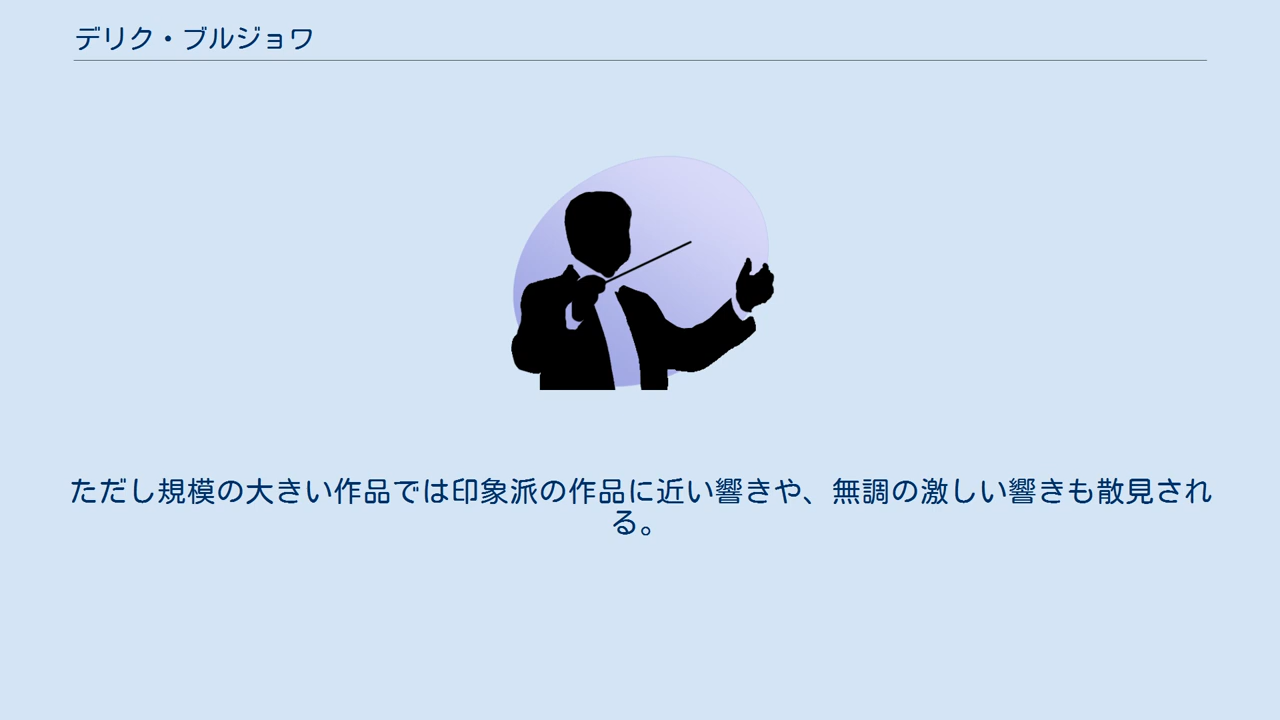 デリク・ブルジョワ
ただし規模の大きい作品では印象派の作品に近い響きや、無調の激しい響きも散見され
る。